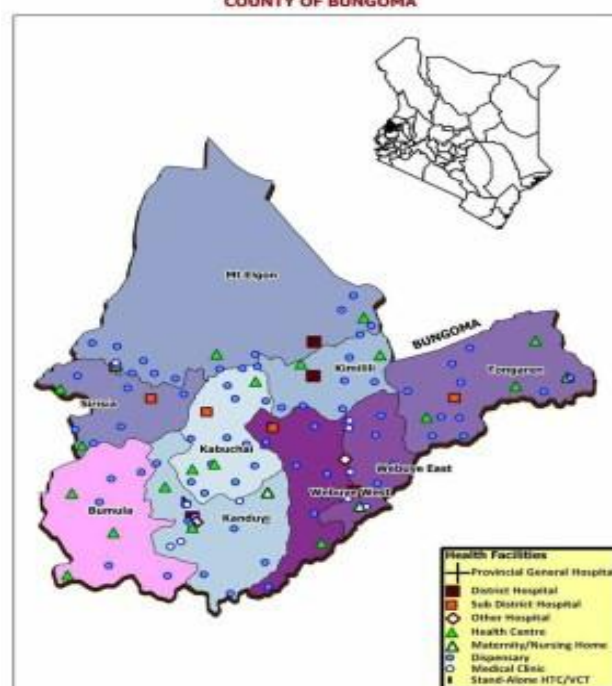 COUNTY OF BUNGOMA
Mt Elgon
BUNGOMA
Kimilili
Tongaren
Sirisia
Kabuchai
Webuye East
Webuye West
Bumula
Kanduyi
Health Facilities
Provincial General Hospital
District Hospital
Sub District Hospital
Other Hospital
Health Centre
Maternity/Nursing Home
Dispensary
Medical Clinic
Stand-Alone HTC/VCT